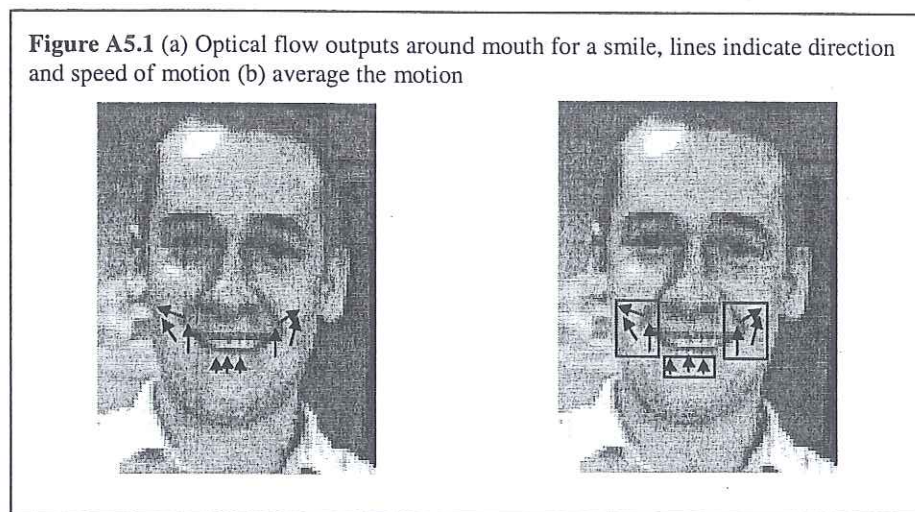 Figure A5.1 (a) Optical flow outputs around mouth for a smile, lines indicate direction
and speed of motion (b) average the motion